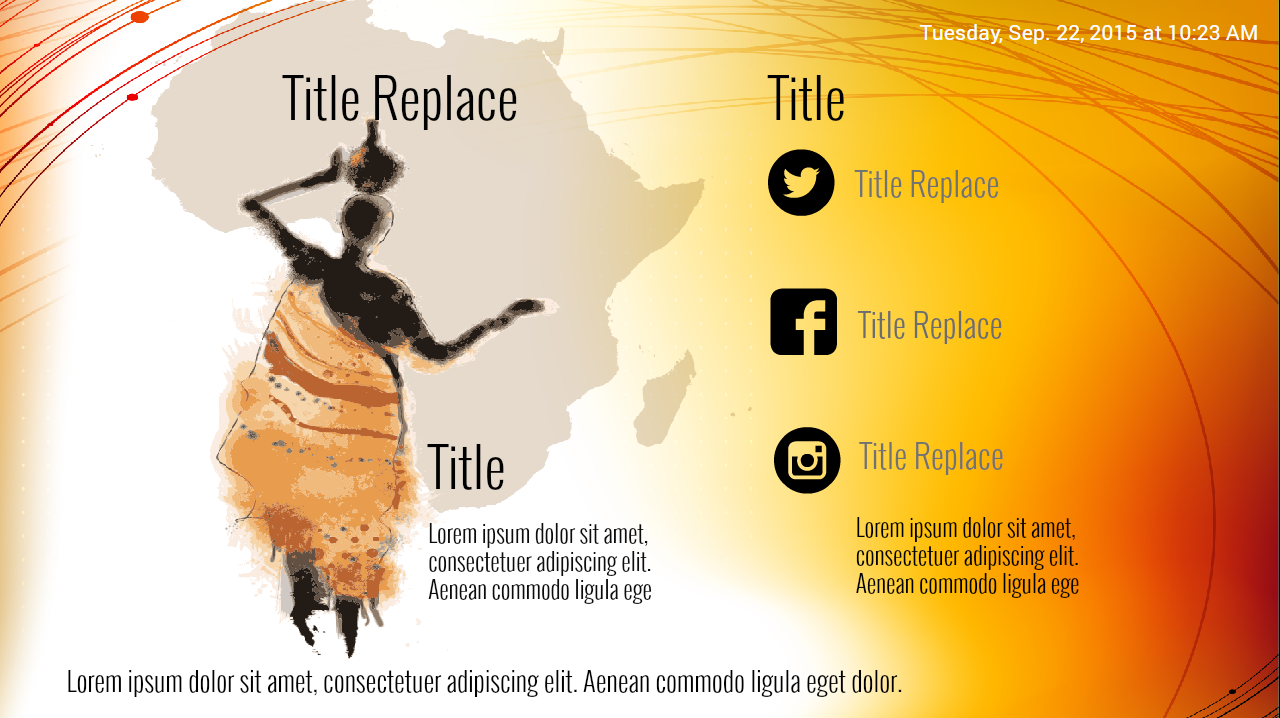 Tuesday, Sep. 22, 2015 at 10:23 AM
Title Replace
Title
Lorem ipsum dolor sit amet,
consectetuer adipiscing elit.
Aenean commodo ligula ege
Title
Title Replace
Title Replace
Title Replace
Lorem ipsum dolor sit amet,
consectetuer adipiscing elit.
Aenean commodo ligula ege
Lorem ipsum dolor sit amet, consectetuer adipiscing elit. Aenean commodo ligula eget dolor.